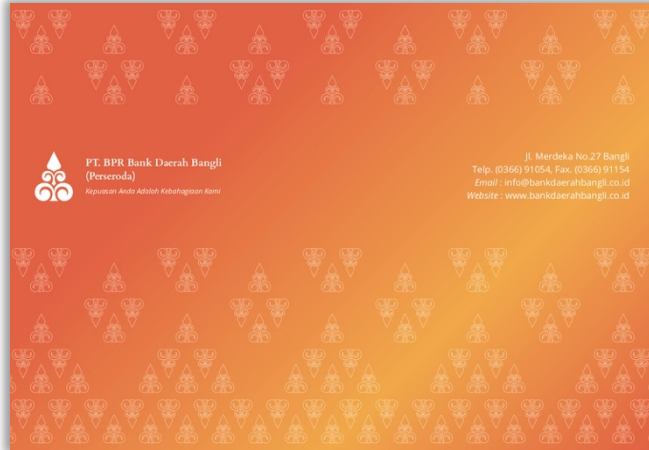 PT. BPR Bank Daerah Bangli
(Perseroda)
Kepuasan Anda Adalah Kebahagiaan Kami
Jl. Merdeka No.27 Bangli
Telp. (0366) 91054, Fax. (0366) 91154
Email : info@bankdaerahbangli.co.id
Website : www.bankdaerahbangli.co.id